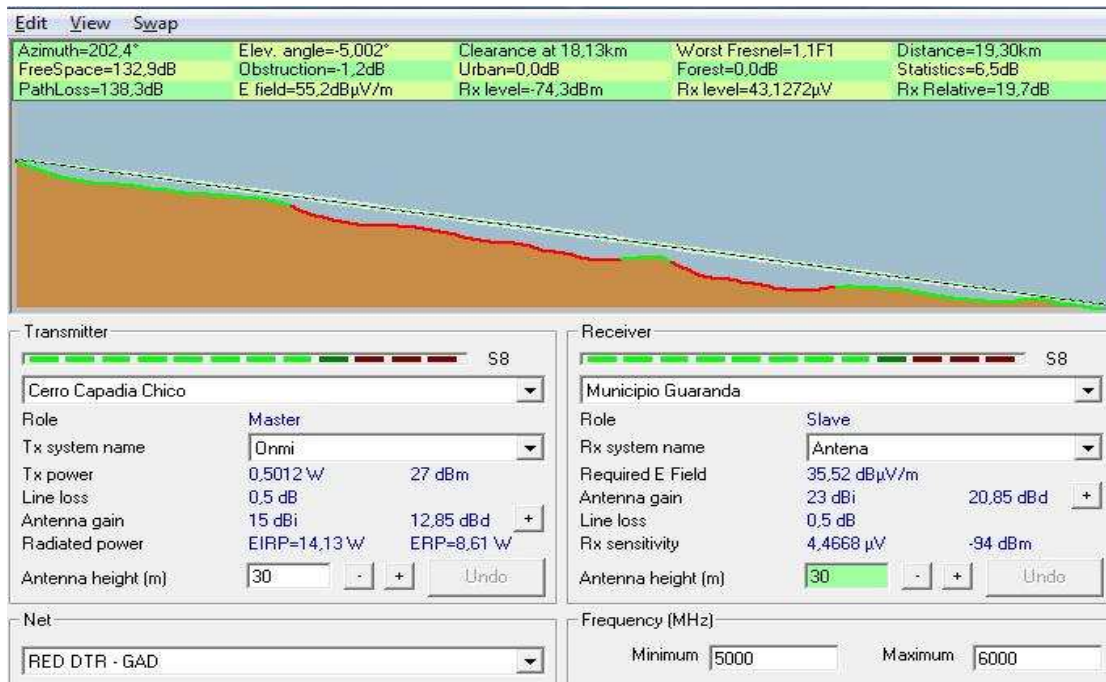 Edit View Swap
Azimuth=202,4° Elev. angle=-5,002° Clearance at 18,13km Worst Fresnel=1,1F1 Distance=19,30km
FreeSpace=132,9dB Obstruction=-1,2dB Urban=0,0dB Forest=0,0dB Statistics=6,5dB
PathLoss=138,3dB E field=55,2dBµV/m Rx level=-74,3dBm Rx level=43,1272µV Rx Relative=19,7dB
Transmitter
S8
Cerro Capadia Chico
Role Master
Tx system name Onmi
Tx power 0,5012 W 27 dBm
Line loss 0,5 dB
Antenna gain 15 dBi 12,85 dBd +
Radiated power EIRP=14,13 W ERP=8,61 W
Antenna height (m) 30 - + Undo
Net
RED DTR - GAD
Receiver
S8
Municipio Guaranda
Role Slave
Rx system name Antena
Required E Field 35,52 dBµV/m
Antenna gain 23 dBi 20,85 dBd +
Line loss 0,5 dB
Rx sensitivity 4,4668 µV -94 dBm
Antenna height (m) 30 - + Undo
Frequency (MHz)
Minimum 5000 Maximum 6000